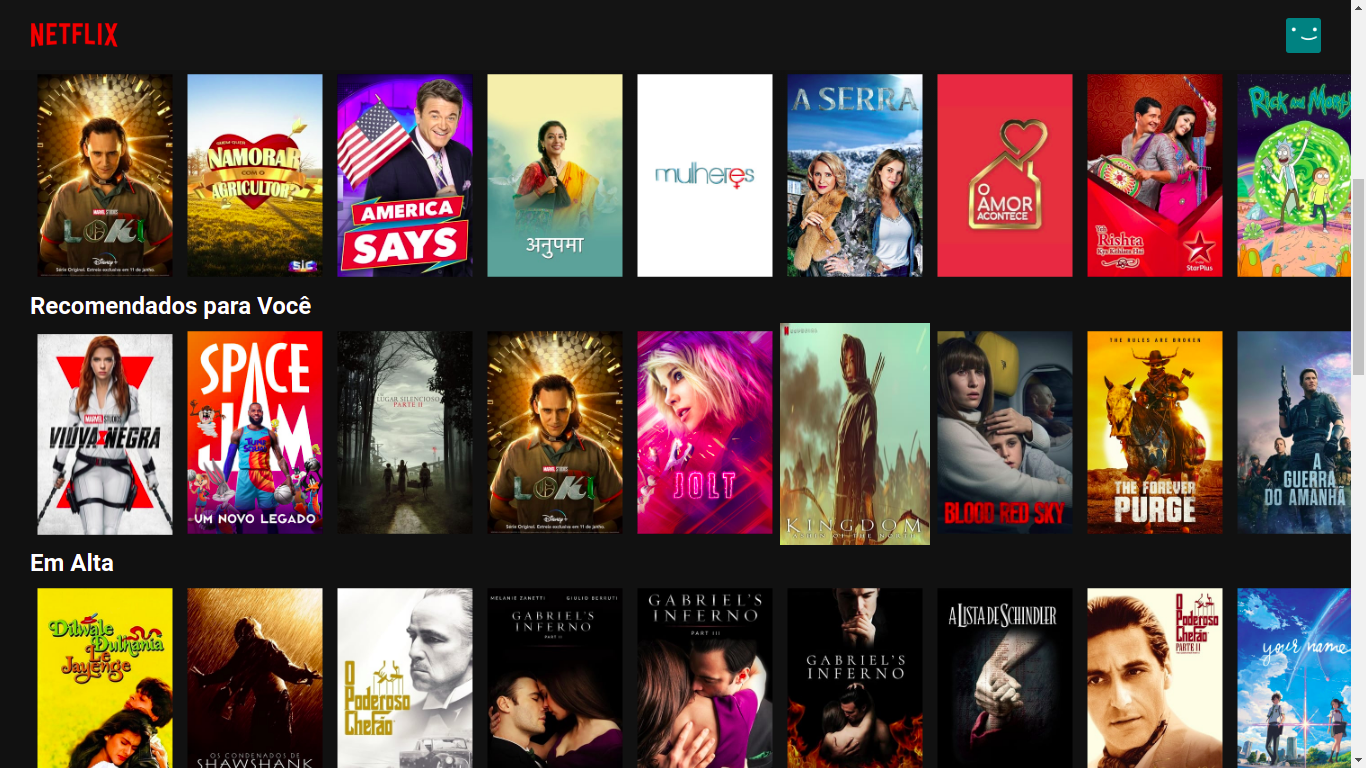 NETFLIX
MARVEL STUDIOS
LOKI
Disney+
Série Original. Estreia exclusiva em 11 de junho.
QUEM QUER
NAMORAR
COM O
AGRICULTOR?
SIC
AMERICA
SAYS
अनुपमा
mulheres
A SERRA
O
AMOR
ACONTECE
Yeh
Rishta
Kya Kehlata Hai
StarPlus
Rick and Morty
Recomendados para Você
MARVEL STUDIOS
VIÚVA NEGRA
SPACE
JAM
TUNE
SQUAD
UM NOVO LEGADO
UM
LUGAR SILENCIOSO
PARTE II
MARVEL STUDIOS
LOKI
Disney+
Série Original. Estreia exclusiva em 11 de junho.
JOLT
KINGDOM
ASHIN OF THE NORTH
BLOOD RED SKY
THE RULES ARE BROKEN
THE FOREVER
PURGE
A
GUERRA
DO AMANHÃ
Em Alta
Dilwale
Dulhania
Le
Jayenge
OS CONDENADOS DE
SHAWSHANK
O
Poderoso
Chefão
MELANIE ZANETTI GIULIO BERRUTI
GABRIEL'S
INFERNO
PART II
GABRIEL'S
INFERNO
PART III
GABRIEL'S
INFERNO
A LISTA DE SCHINDLER
O
Poderoso
Chefão
PARTE II
your name